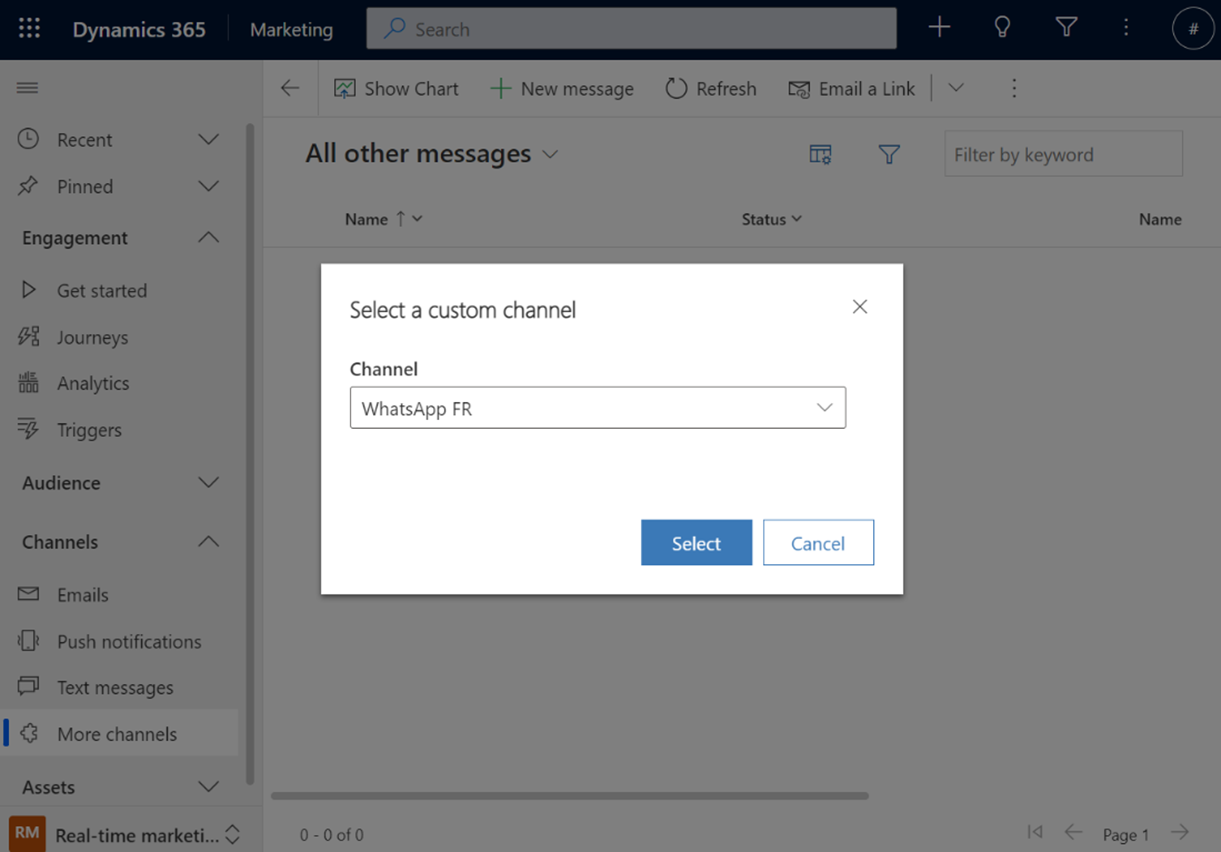 Dynamics 365 Marketing Search #
Show Chart New message Refresh Email a Link
Recent
Pinned
Engagement
Get started
Journeys
Analytics
Triggers
Audience
Channels
Emails
Push notifications
Text messages
More channels
Assets
RM Real-time marketi...
All other messages Filter by keyword
Name Status Name
Select a custom channel
Channel
WhatsApp FR
Select Cancel
0 - 0 of 0 Page 1